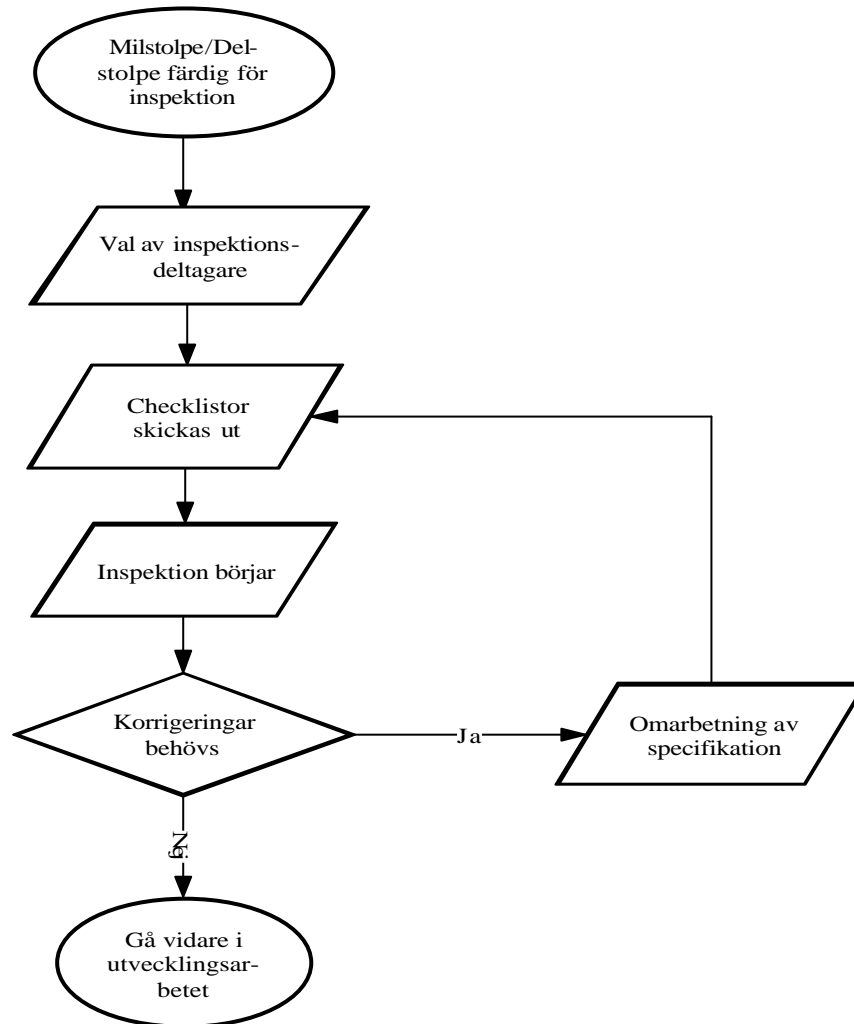 Milstolpe/Del-
stolpe färdig för
inspektion
Val av inspektions-
deltagare
Checklistor
skickas ut
Inspektion börjar
Korrigeringar
behövs
Ja
Omarbetning av
specifikation
Nej
Gå vidare i
utvecklingsar-
betet